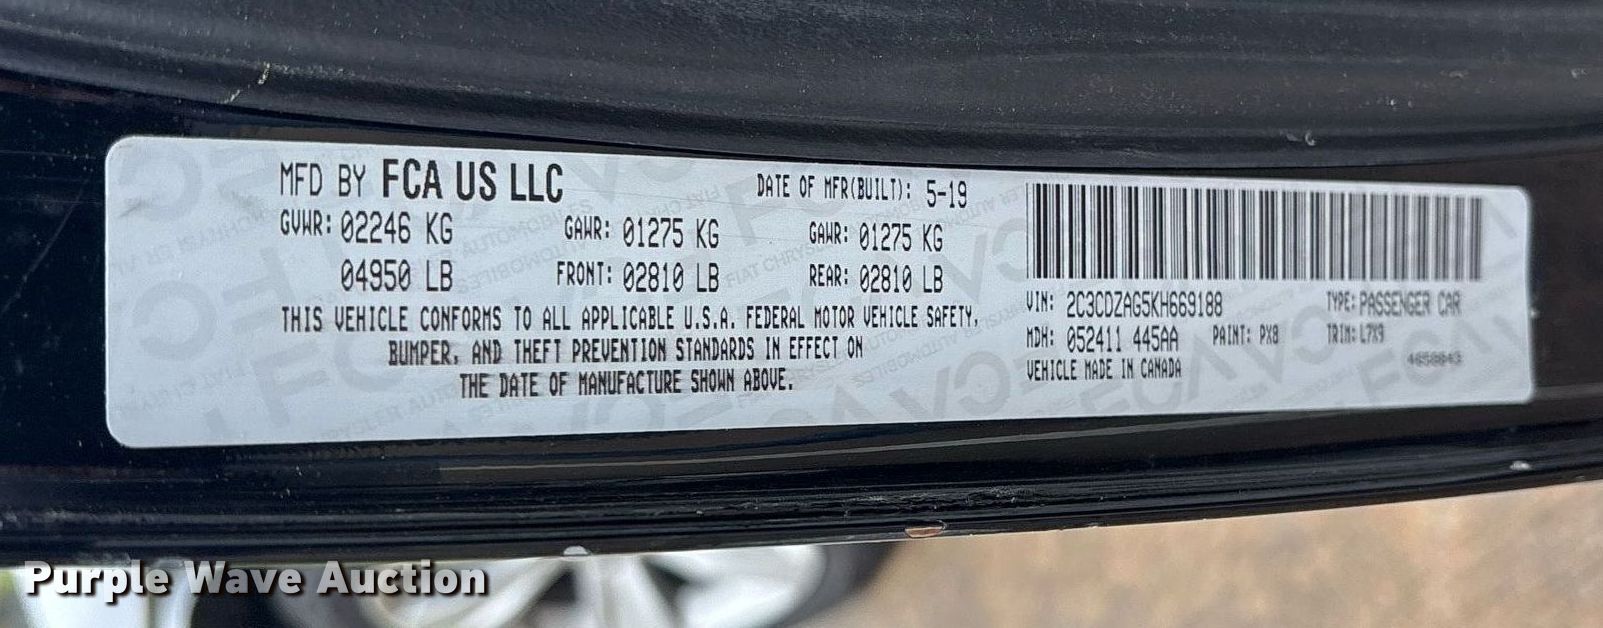 MFD BY FCA US LLC
DATE OF MFR(BUILT): 5-19
GVWR: 02246 KG GAWR: 01275 KG GAWR: 01275 KG
04950 LB FRONT: 02810 LB REAR: 02810 LB
THIS VEHICLE CONFORMS TO ALL APPLICABLE U.S.A. FEDERAL MOTOR VEHICLE SAFETY,
BUMPER, AND THEFT PREVENTION STANDARDS IN EFFECT ON
THE DATE OF MANUFACTURE SHOWN ABOVE.
VIN: 2C3CDZAG5KH669188 TYPE: PASSENGER CAR
MDH: 052411 445AA PAINT: PX8 TRIM: L7X9
VEHICLE MADE IN CANADA
Purple Wave Auction